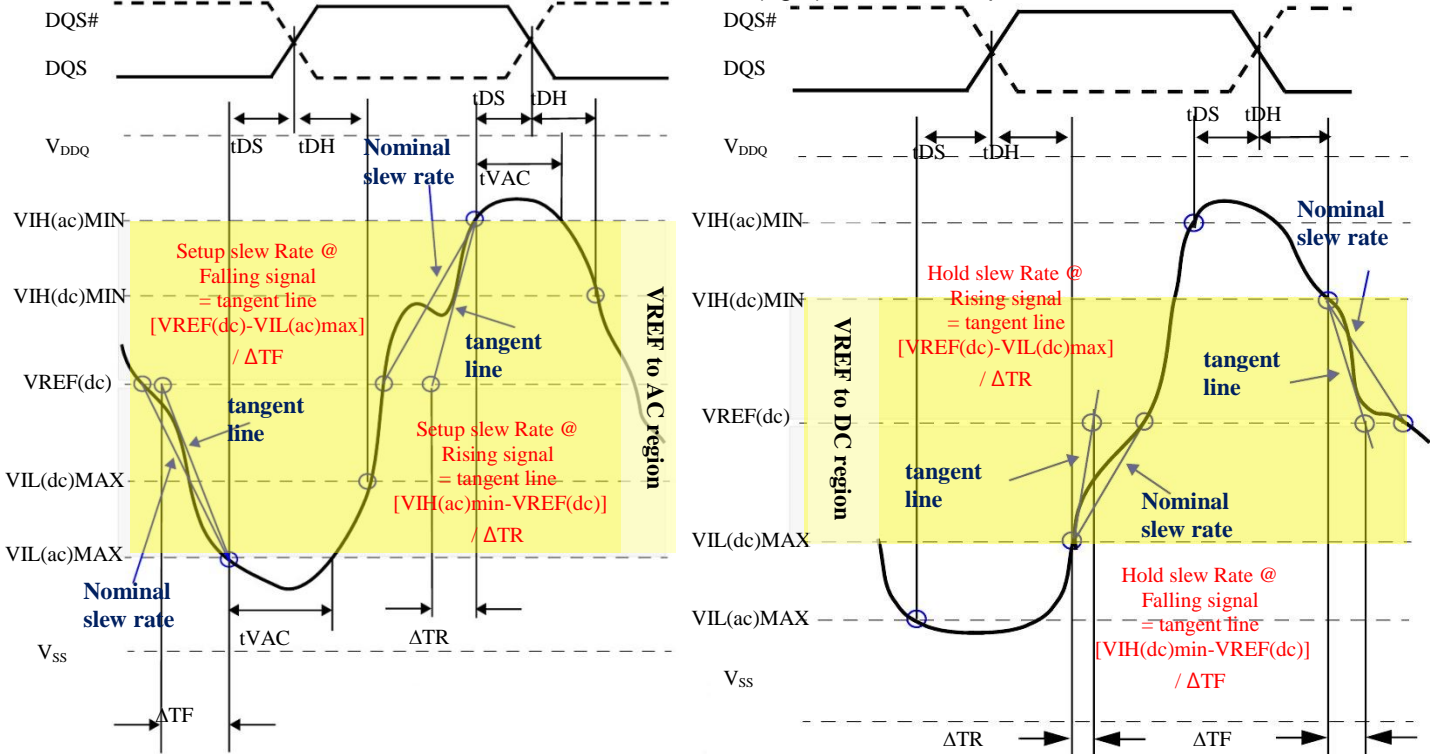 DQS#
DQS
tDS
tDH
VDDQ
tDS
tDH
Nominal
slew rate
tVAC
VIH(ac)MIN
Setup slew Rate @
Falling signal
= tangent line
[VREF(dc)-VIL(ac)max]
/ ΔTF
VIH(dc)MIN
tangent
line
VREF(dc)
tangent
line
Setup slew Rate @
Rising signal
= tangent line
[VIH(ac)min-VREF(dc)]
/ ΔTR
VREF to AC region
VIL(dc)MAX
VIL(ac)MAX
Nominal
slew rate
tVAC
ΔTR
VSS
ΔTF
DQS#
DQS
tDS
tDH
VDDQ
tDS
tDH
VIH(ac)MIN
Nominal
slew rate
Hold slew Rate @
Rising signal
= tangent line
[VREF(dc)-VIL(dc)max]
/ ΔTR
VIH(dc)MIN
tangent
line
VREF to DC region
VREF(dc)
tangent
line
Nominal
slew rate
VIL(dc)MAX
Hold slew Rate @
Falling signal
= tangent line
[VIH(dc)min-VREF(dc)]
/ ΔTF
VIL(ac)MAX
VSS
ΔTR
ΔTF